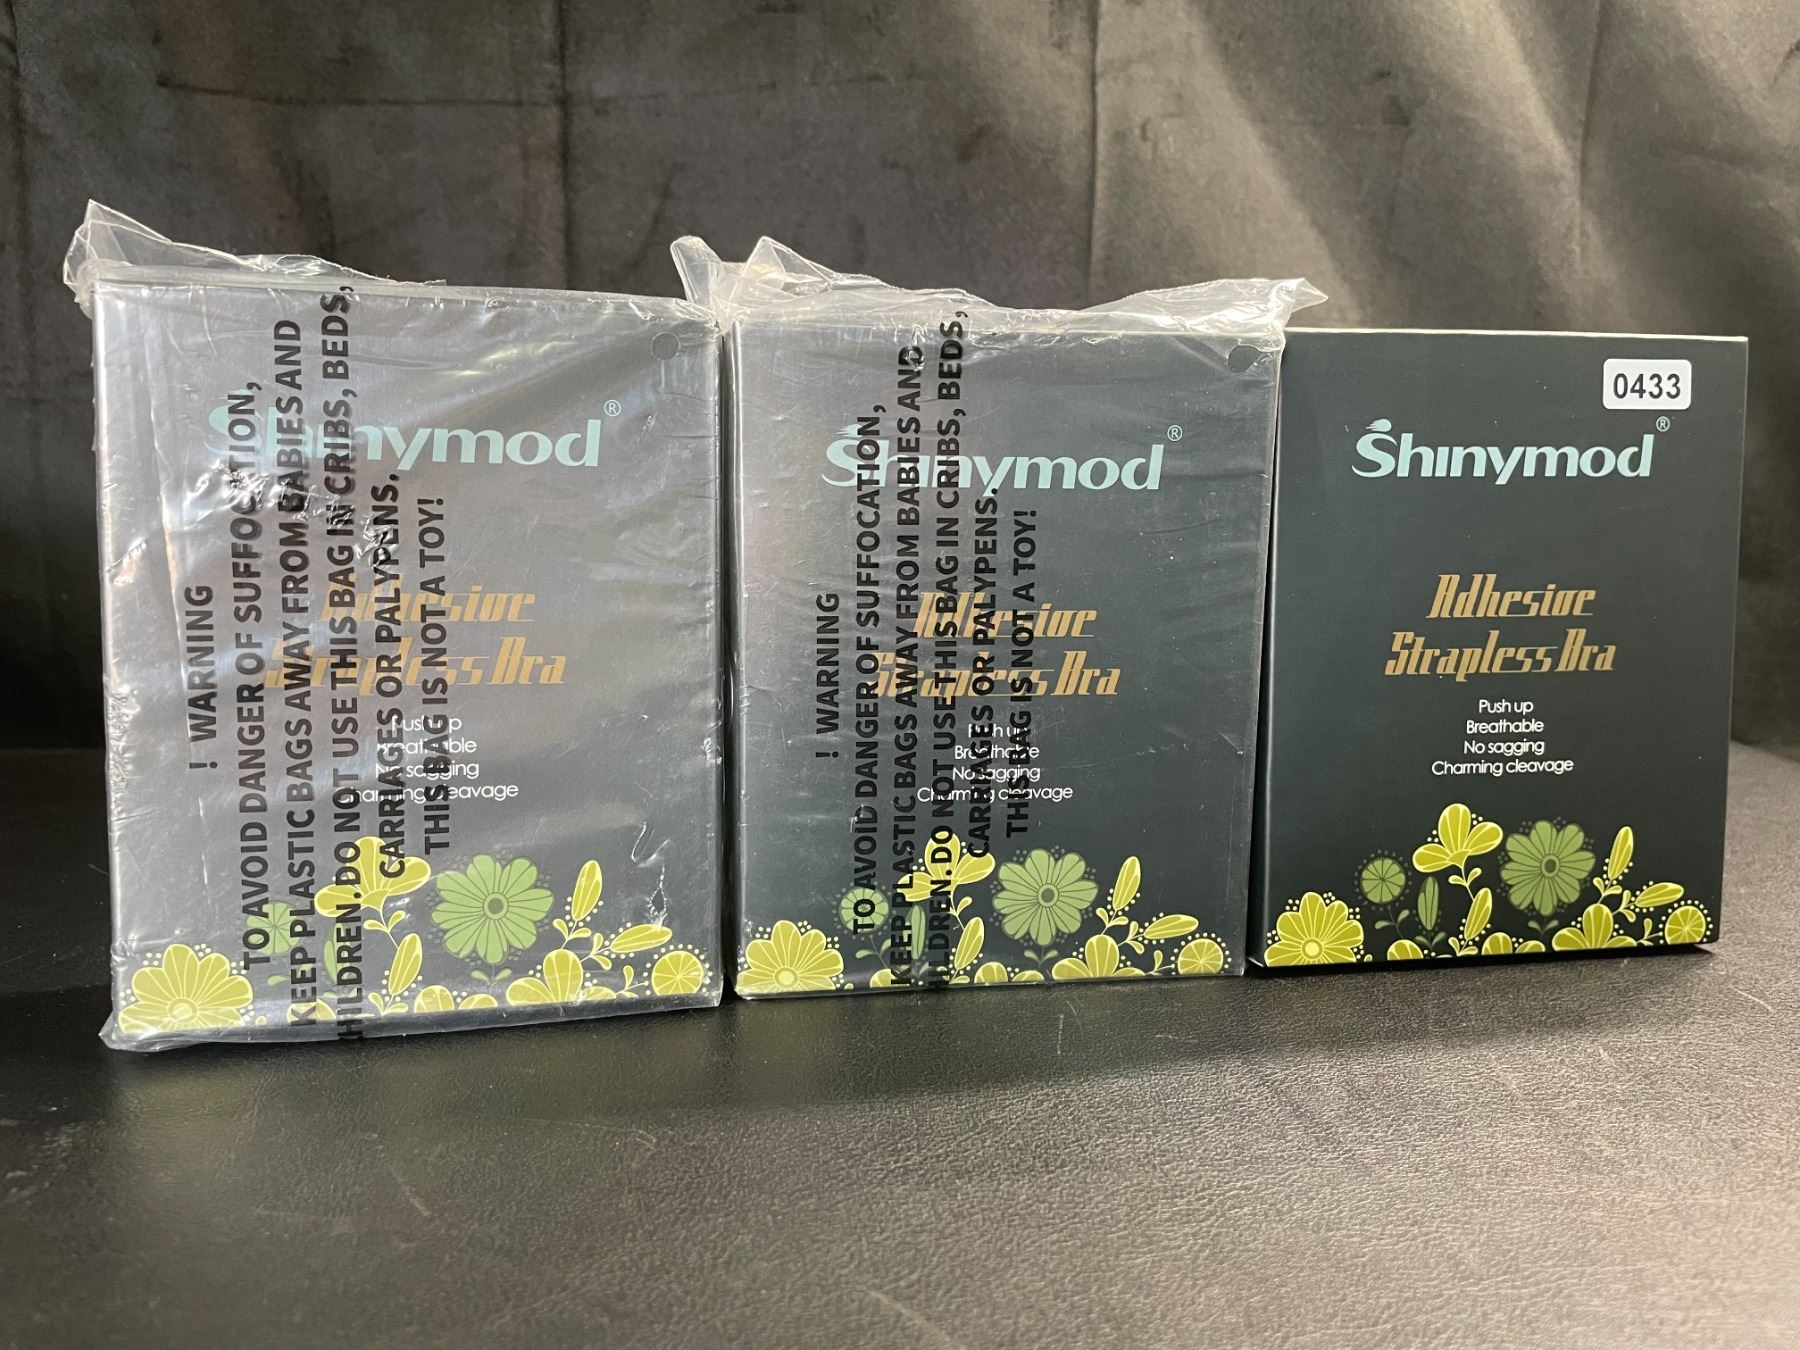 ! WARNING
TO AVOID DANGER OF SUFFOCATION,
KEEP PLASTIC BAGS AWAY FROM BABIES AND
CHILDREN.DO NOT USE THIS BAG IN CRIBS, BEDS,
CARRIAGES OR PALYPENS.
THIS BAG IS NOT A TOY!
Shinymod®
Adhesive
Strapless Bra
Push up
Breathable
No sagging
Charming cleavage
! WARNING
TO AVOID DANGER OF SUFFOCATION,
KEEP PLASTIC BAGS AWAY FROM BABIES AND
CHILDREN.DO NOT USE THIS BAG IN CRIBS, BEDS,
CARRIAGES OR PALYPENS.
THIS BAG IS NOT A TOY!
Shinymod®
Adhesive
Strapless Bra
Push up
Breathable
No sagging
Charming cleavage
0433
Shinymod®
Adhesive
Strapless Bra
Push up
Breathable
No sagging
Charming cleavage